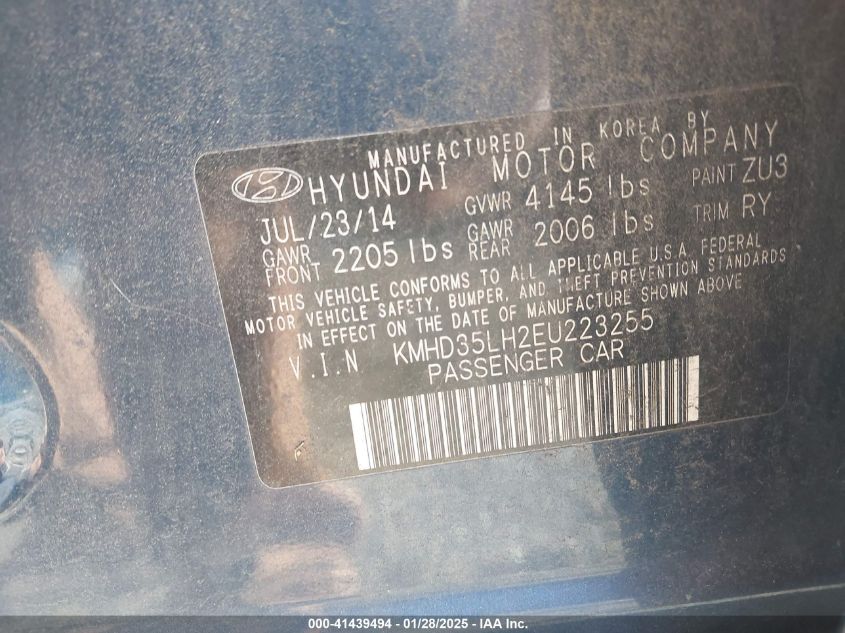 MANUFACTURED IN KOREA BY
HYUNDAI MOTOR COMPANY
JUL/23/14 GVWR 4145 lbs PAINT ZU3
GAWR FRONT 2205 lbs GAWR REAR 2006 lbs TRIM RY
THIS VEHICLE CONFORMS TO ALL APPLICABLE U.S.A. FEDERAL
MOTOR VEHICLE SAFETY, BUMPER, AND THEFT PREVENTION STANDARDS
IN EFFECT ON THE DATE OF MANUFACTURE SHOWN ABOVE
V.I.N KMHD35LH2EU223255
PASSENGER CAR
000-41439494 - 01/28/2025 - IAA Inc.